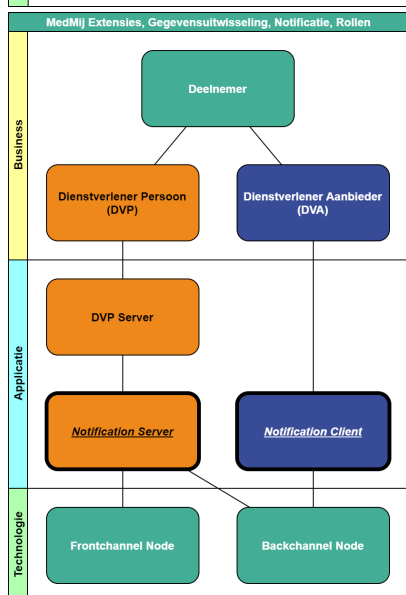 MedMij Extensies, Gegevensuitwisseling, Notificatie, Rollen
Business
Deelnemer
Dienstverlener Persoon
(DVP)
Dienstverlener Aanbieder
(DVA)
Applicatie
DVP Server
Notification Server
Notification Client
Technologie
Frontchannel Node
Backchannel Node